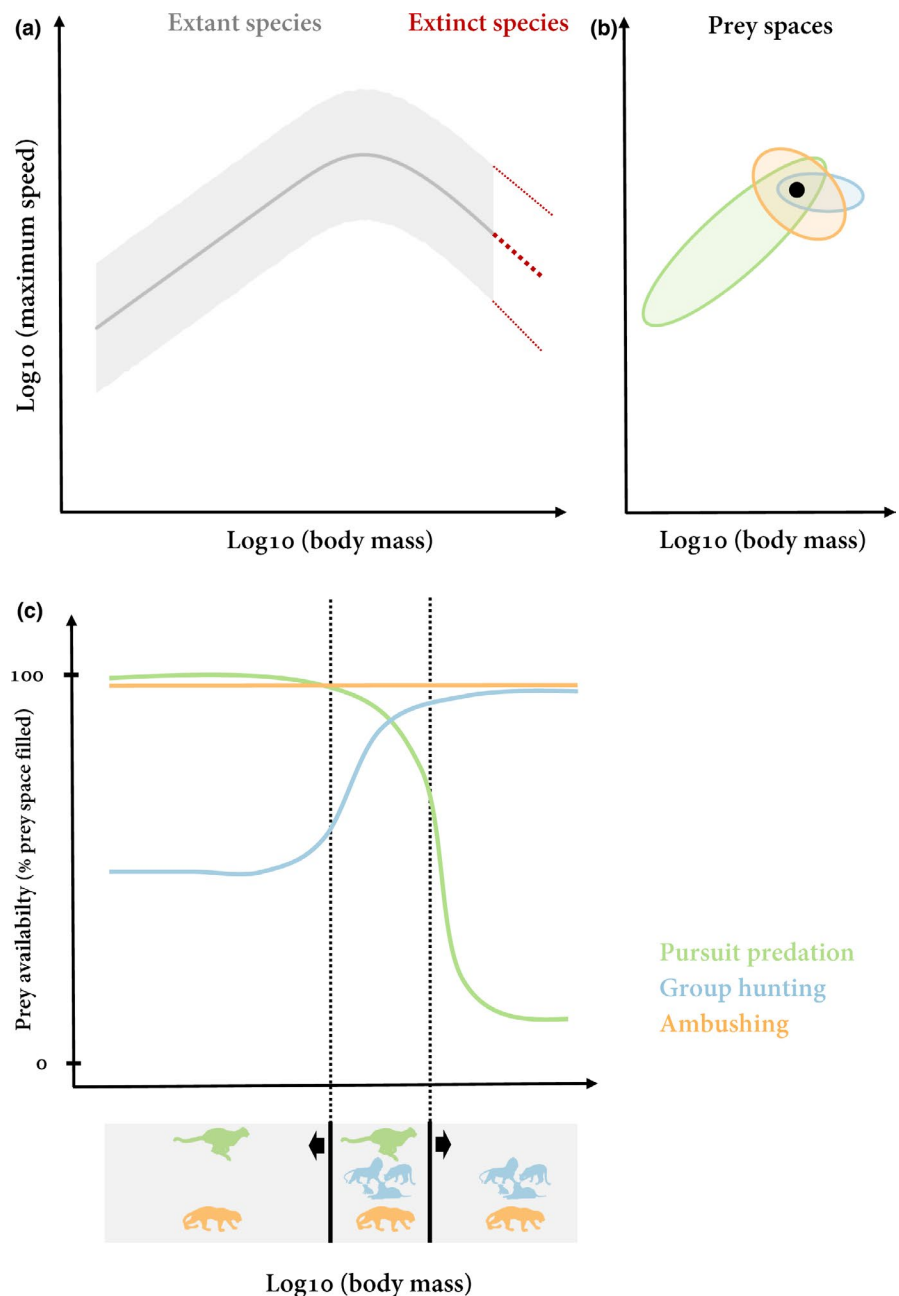 (a)
Extant species
Extinct species
Log10 (maximum speed)
Log10 (body mass)
(b)
Prey spaces
Log10 (body mass)
(c)
Prey availabilty (% prey space filled)
100
0
Pursuit predation
Group hunting
Ambushing
Log10 (body mass)